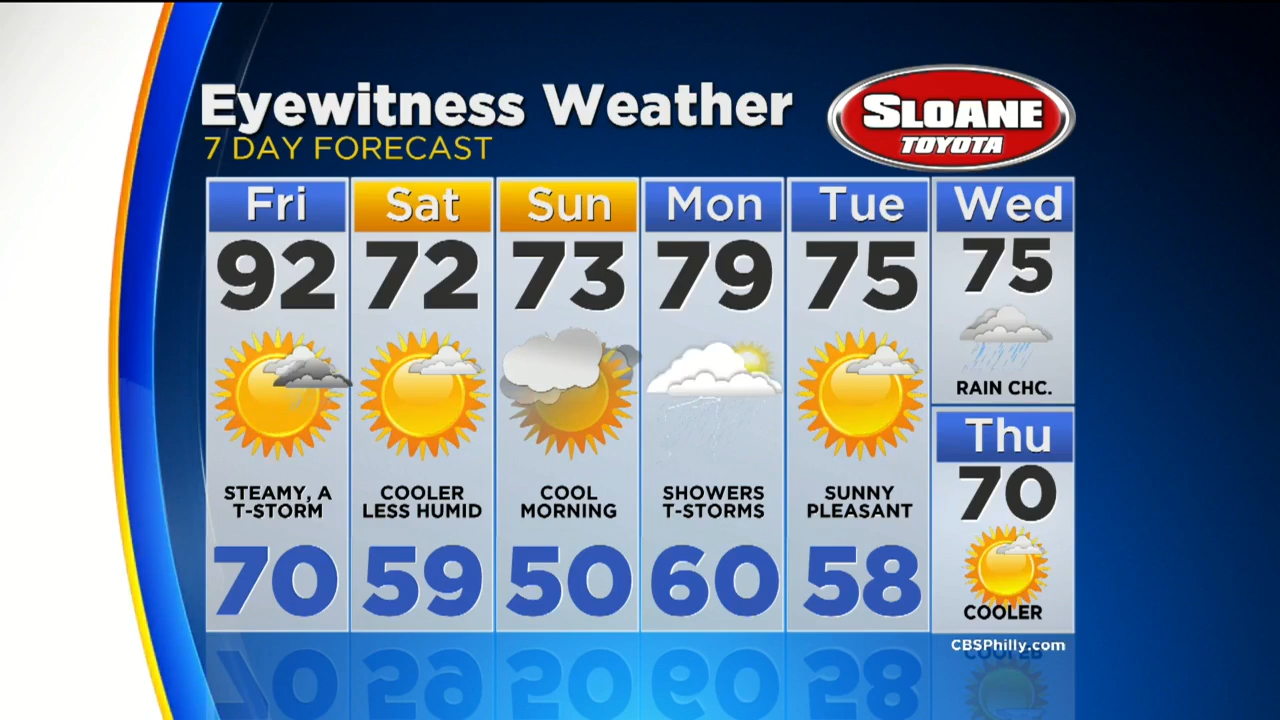 Eyewitness Weather
7 DAY FORECAST
SLOANE
TOYOTA
Fri
92
STEAMY, A
T-STORM
70
Sat
72
COOLER
LESS HUMID
59
Sun
73
COOL
MORNING
50
Mon
79
SHOWERS
T-STORMS
60
Tue
75
SUNNY
PLEASANT
58
Wed
75
RAIN CHC.
Thu
70
COOLER
CBSPhilly.com